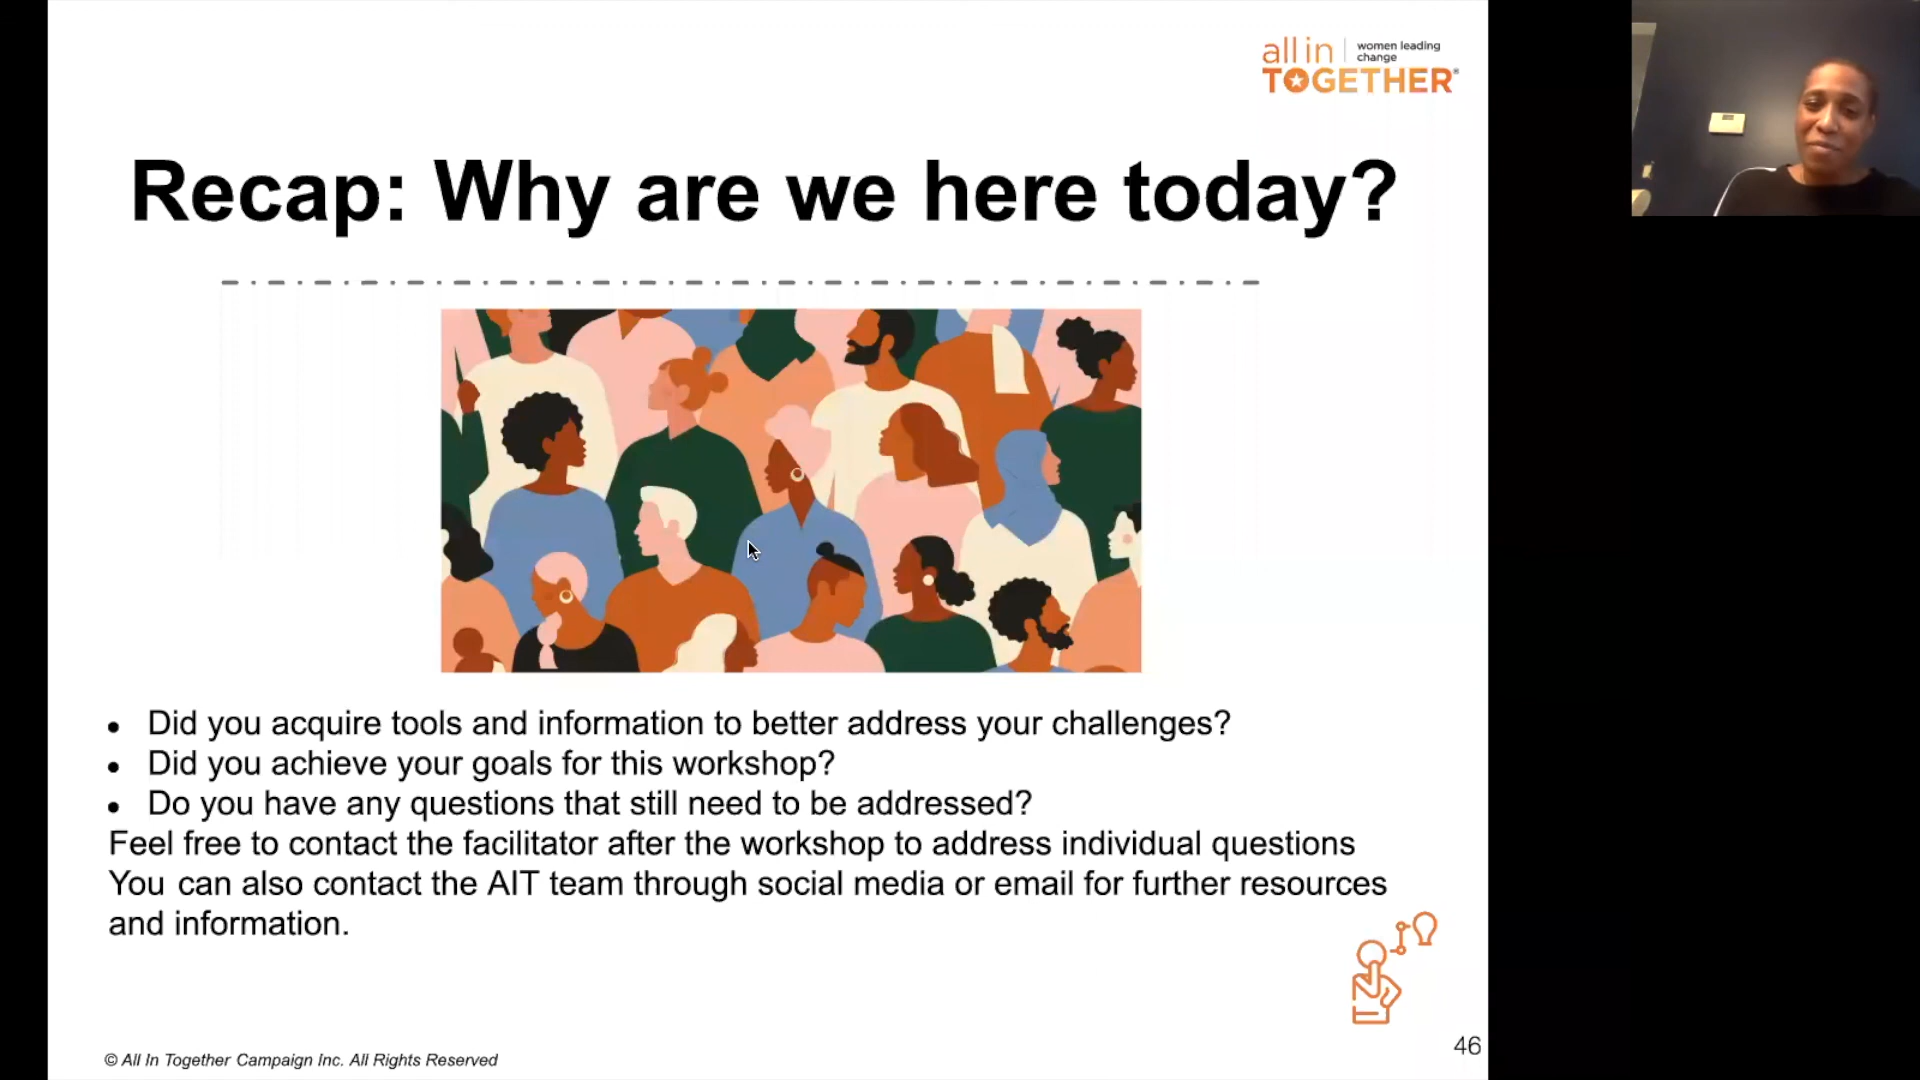 all in
women leading
change
TOGETHER®
Recap: Why are we here today?
• Did you acquire tools and information to better address your challenges?
• Did you achieve your goals for this workshop?
• Do you have any questions that still need to be addressed?
Feel free to contact the facilitator after the workshop to address individual questions
You can also contact the AIT team through social media or email for further resources
and information.
© All In Together Campaign Inc. All Rights Reserved
46